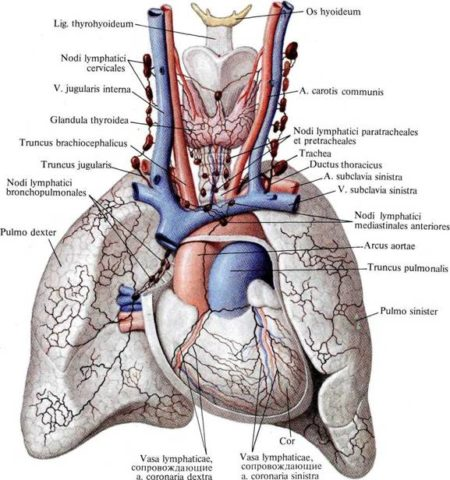 Os hyoideum
Lig. thyrohyoideum
Nodi lymphatici
cervicales
V. jugularis interna
A. carotis communis
Glandula thyroidea
Nodi lymphatici paratracheales
et pretracheales
Truncus brachiocephalicus
Trachea
Truncus jugularis
Ductus thoracicus
A. subclavia sinistra
Nodi lymphatici
bronchopulmonales
V. subclavia sinistra
Nodi lymphatici
mediastinales anteriores
Pulmo dexter
Arcus aortae
Truncus pulmonalis
Pulmo sinister
Cor
Vasa lymphaticae,
сопровождающие
a. coronaria dextra
Vasa lymphaticae,
сопровождающие
a. coronaria sinistra